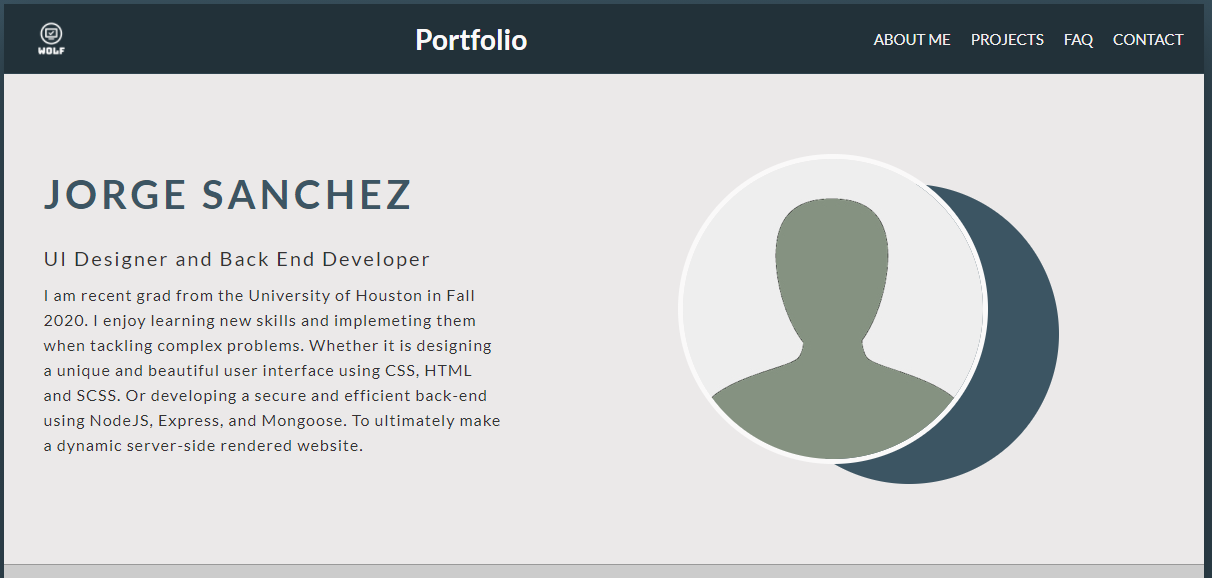 WOLF
Portfolio
ABOUT ME PROJECTS FAQ CONTACT
JORGE SANCHEZ
UI Designer and Back End Developer
I am recent grad from the University of Houston in Fall
2020. I enjoy learning new skills and implemeting them
when tackling complex problems. Whether it is designing
a unique and beautiful user interface using CSS, HTML
and SCSS. Or developing a secure and efficient back-end
using NodeJS, Express, and Mongoose. To ultimately make
a dynamic server-side rendered website.